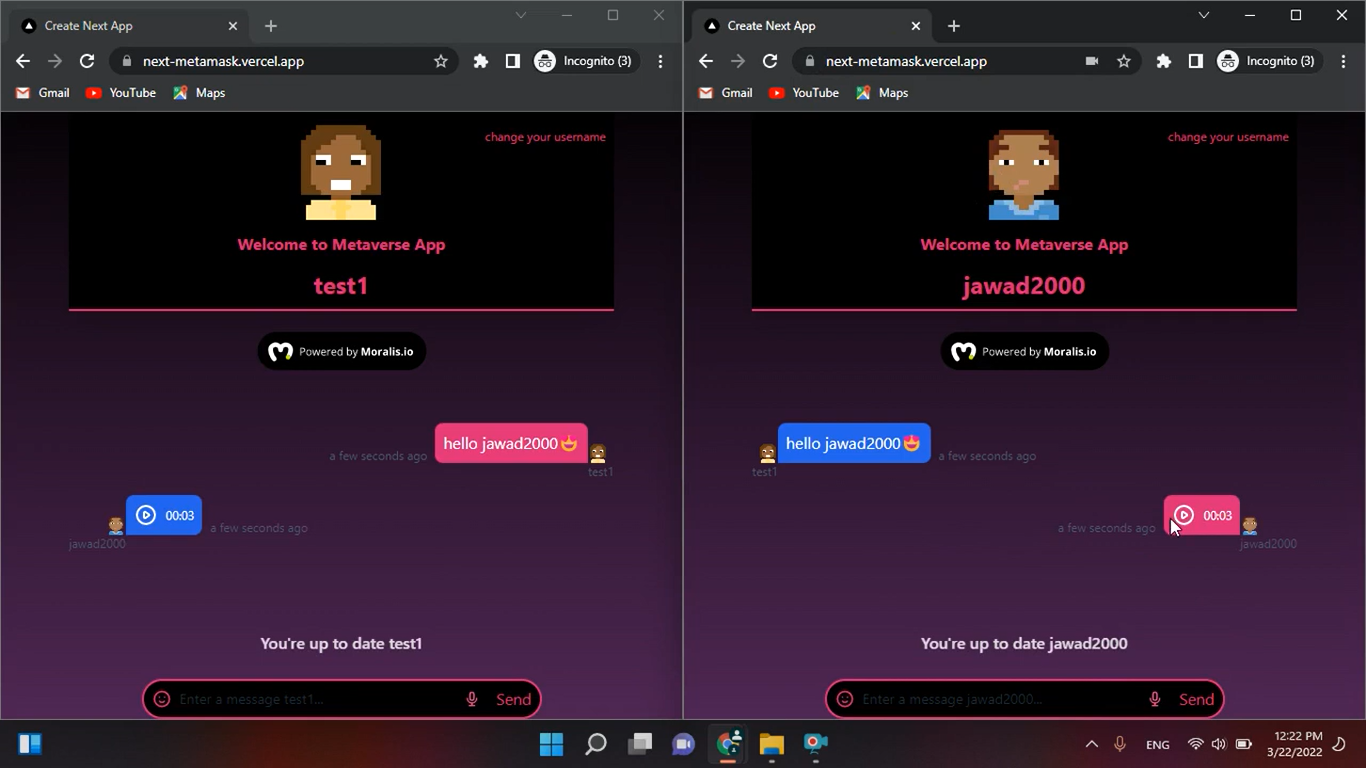 Create Next App
next-metamask.vercel.app
Incognito (3)
Gmail
YouTube
Maps
change your username
Welcome to Metaverse App
test1
Powered by Moralis.io
hello jawad2000
a few seconds ago
test1
00:03
a few seconds ago
jawad2000
You're up to date test1
Enter a message test1...
Send
Create Next App
next-metamask.vercel.app
Incognito (3)
Gmail
YouTube
Maps
change your username
Welcome to Metaverse App
jawad2000
Powered by Moralis.io
hello jawad2000
a few seconds ago
test1
00:03
a few seconds ago
jawad2000
You're up to date jawad2000
Enter a message jawad2000...
Send
ENG
12:22 PM
3/22/2022